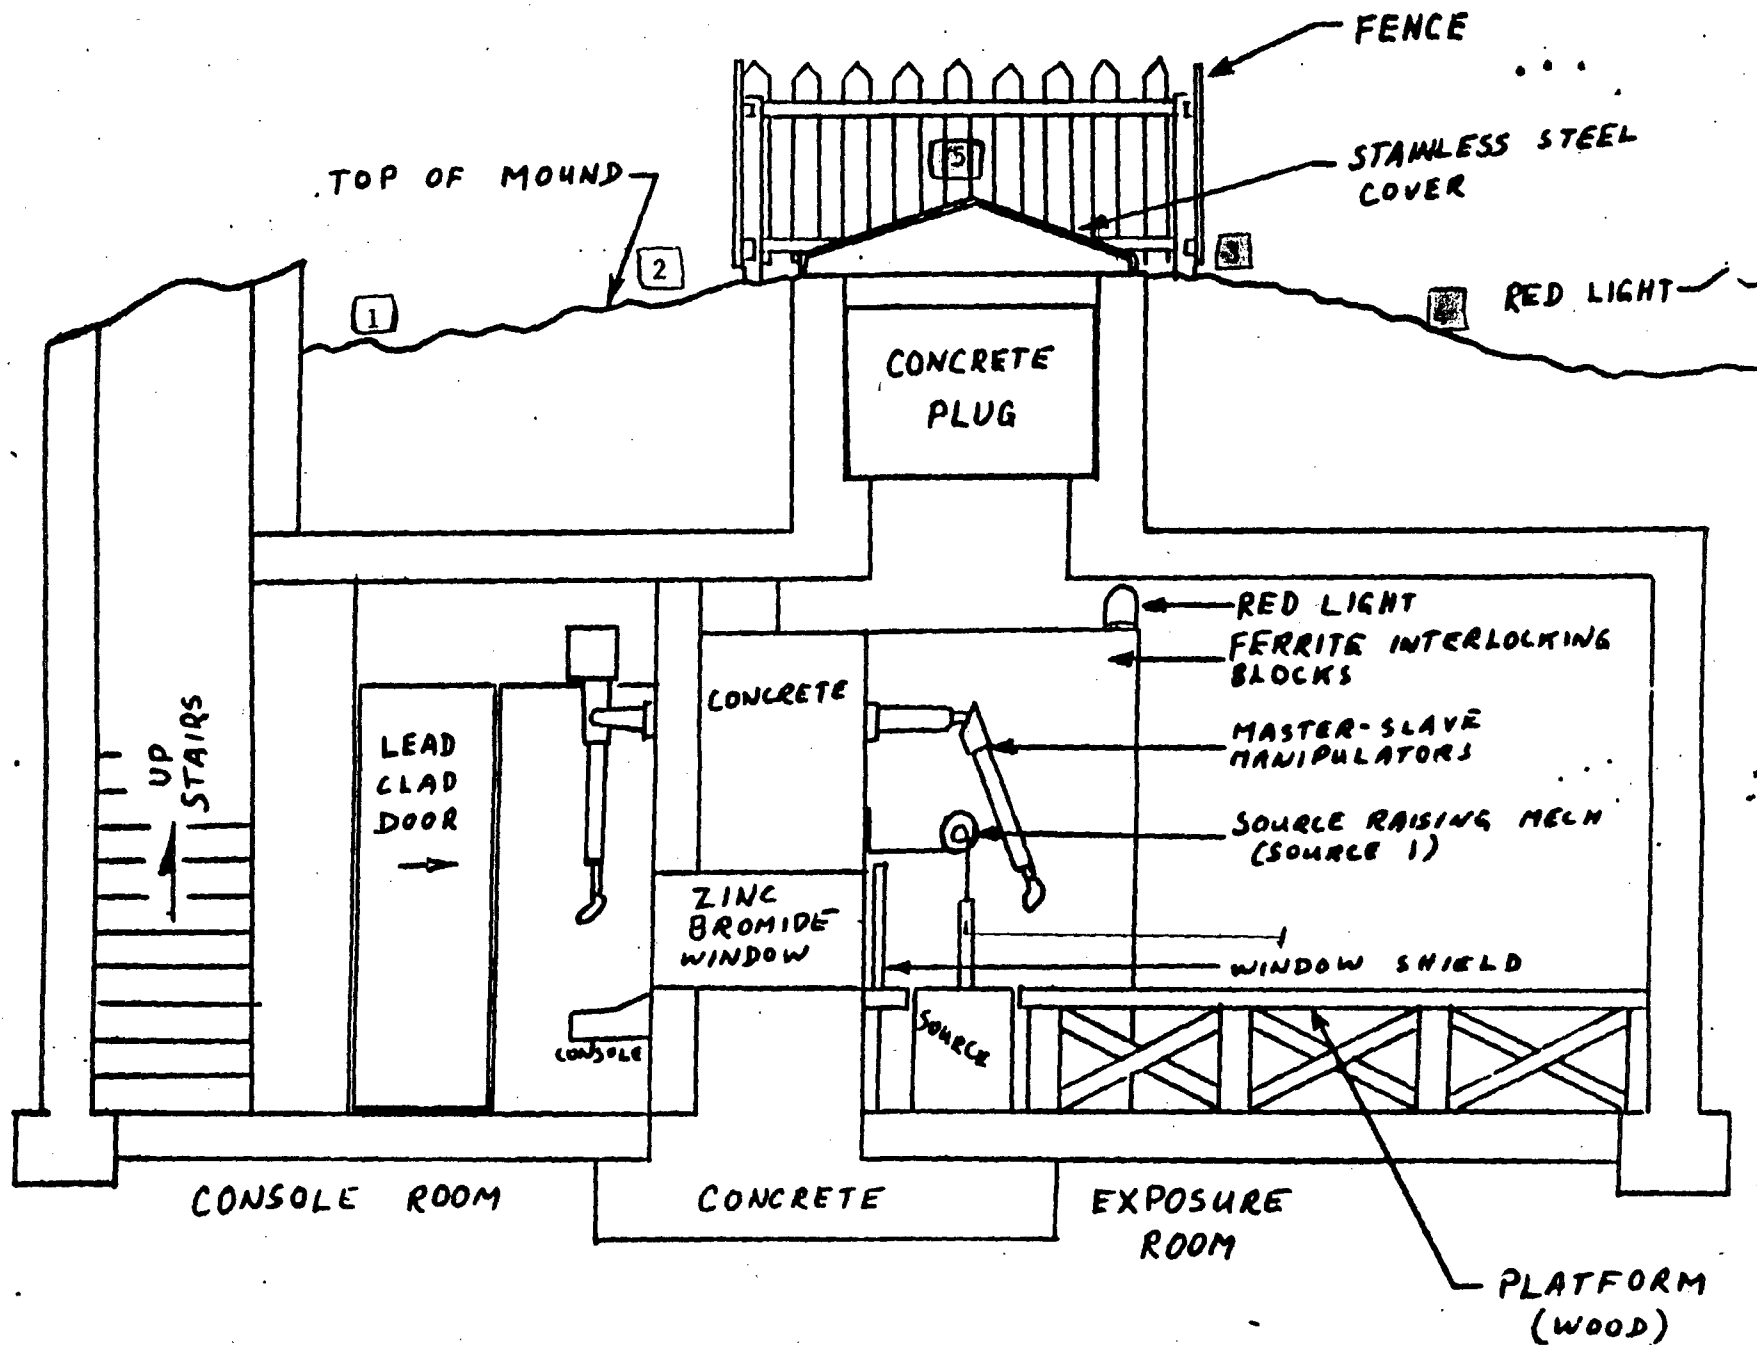 FENCE
STAINLESS STEEL
COVER
TOP OF MOUND
5
2
3
1
4
RED LIGHT
CONCRETE
PLUG
RED LIGHT
FERRITE INTERLOCKING
BLOCKS
CONCRETE
MASTER-SLAVE
MANIPULATORS
UP
STAIRS
LEAD
CLAD
DOOR
SOURCE RAISING MECH
(SOURCE 1)
ZINC
BROMIDE
WINDOW
WINDOW SHIELD
SOURCE
CONSOLE
CONSOLE ROOM
CONCRETE
EXPOSURE
ROOM
PLATFORM
(WOOD)